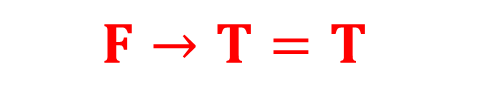 F → T = T